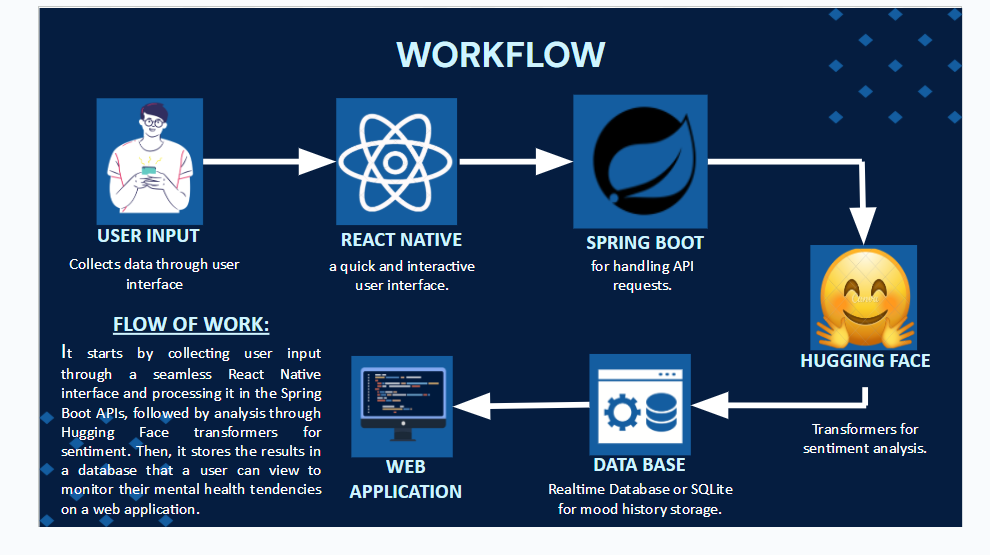 WORKFLOW
USER INPUT
Collects data through user
interface
REACT NATIVE
a quick and interactive
user interface.
SPRING BOOT
for handling API
requests.
HUGGING FACE
Transformers for
sentiment analysis.
DATA BASE
Realtime Database or SQLite
for mood history storage.
WEB
APPLICATION
FLOW OF WORK:
It starts by collecting user input
through a seamless React Native
interface and processing it in the Spring
Boot APIs, followed by analysis through
Hugging Face transformers for
sentiment. Then, it stores the results in
a database that a user can view to
monitor their mental health tendencies
on a web application.